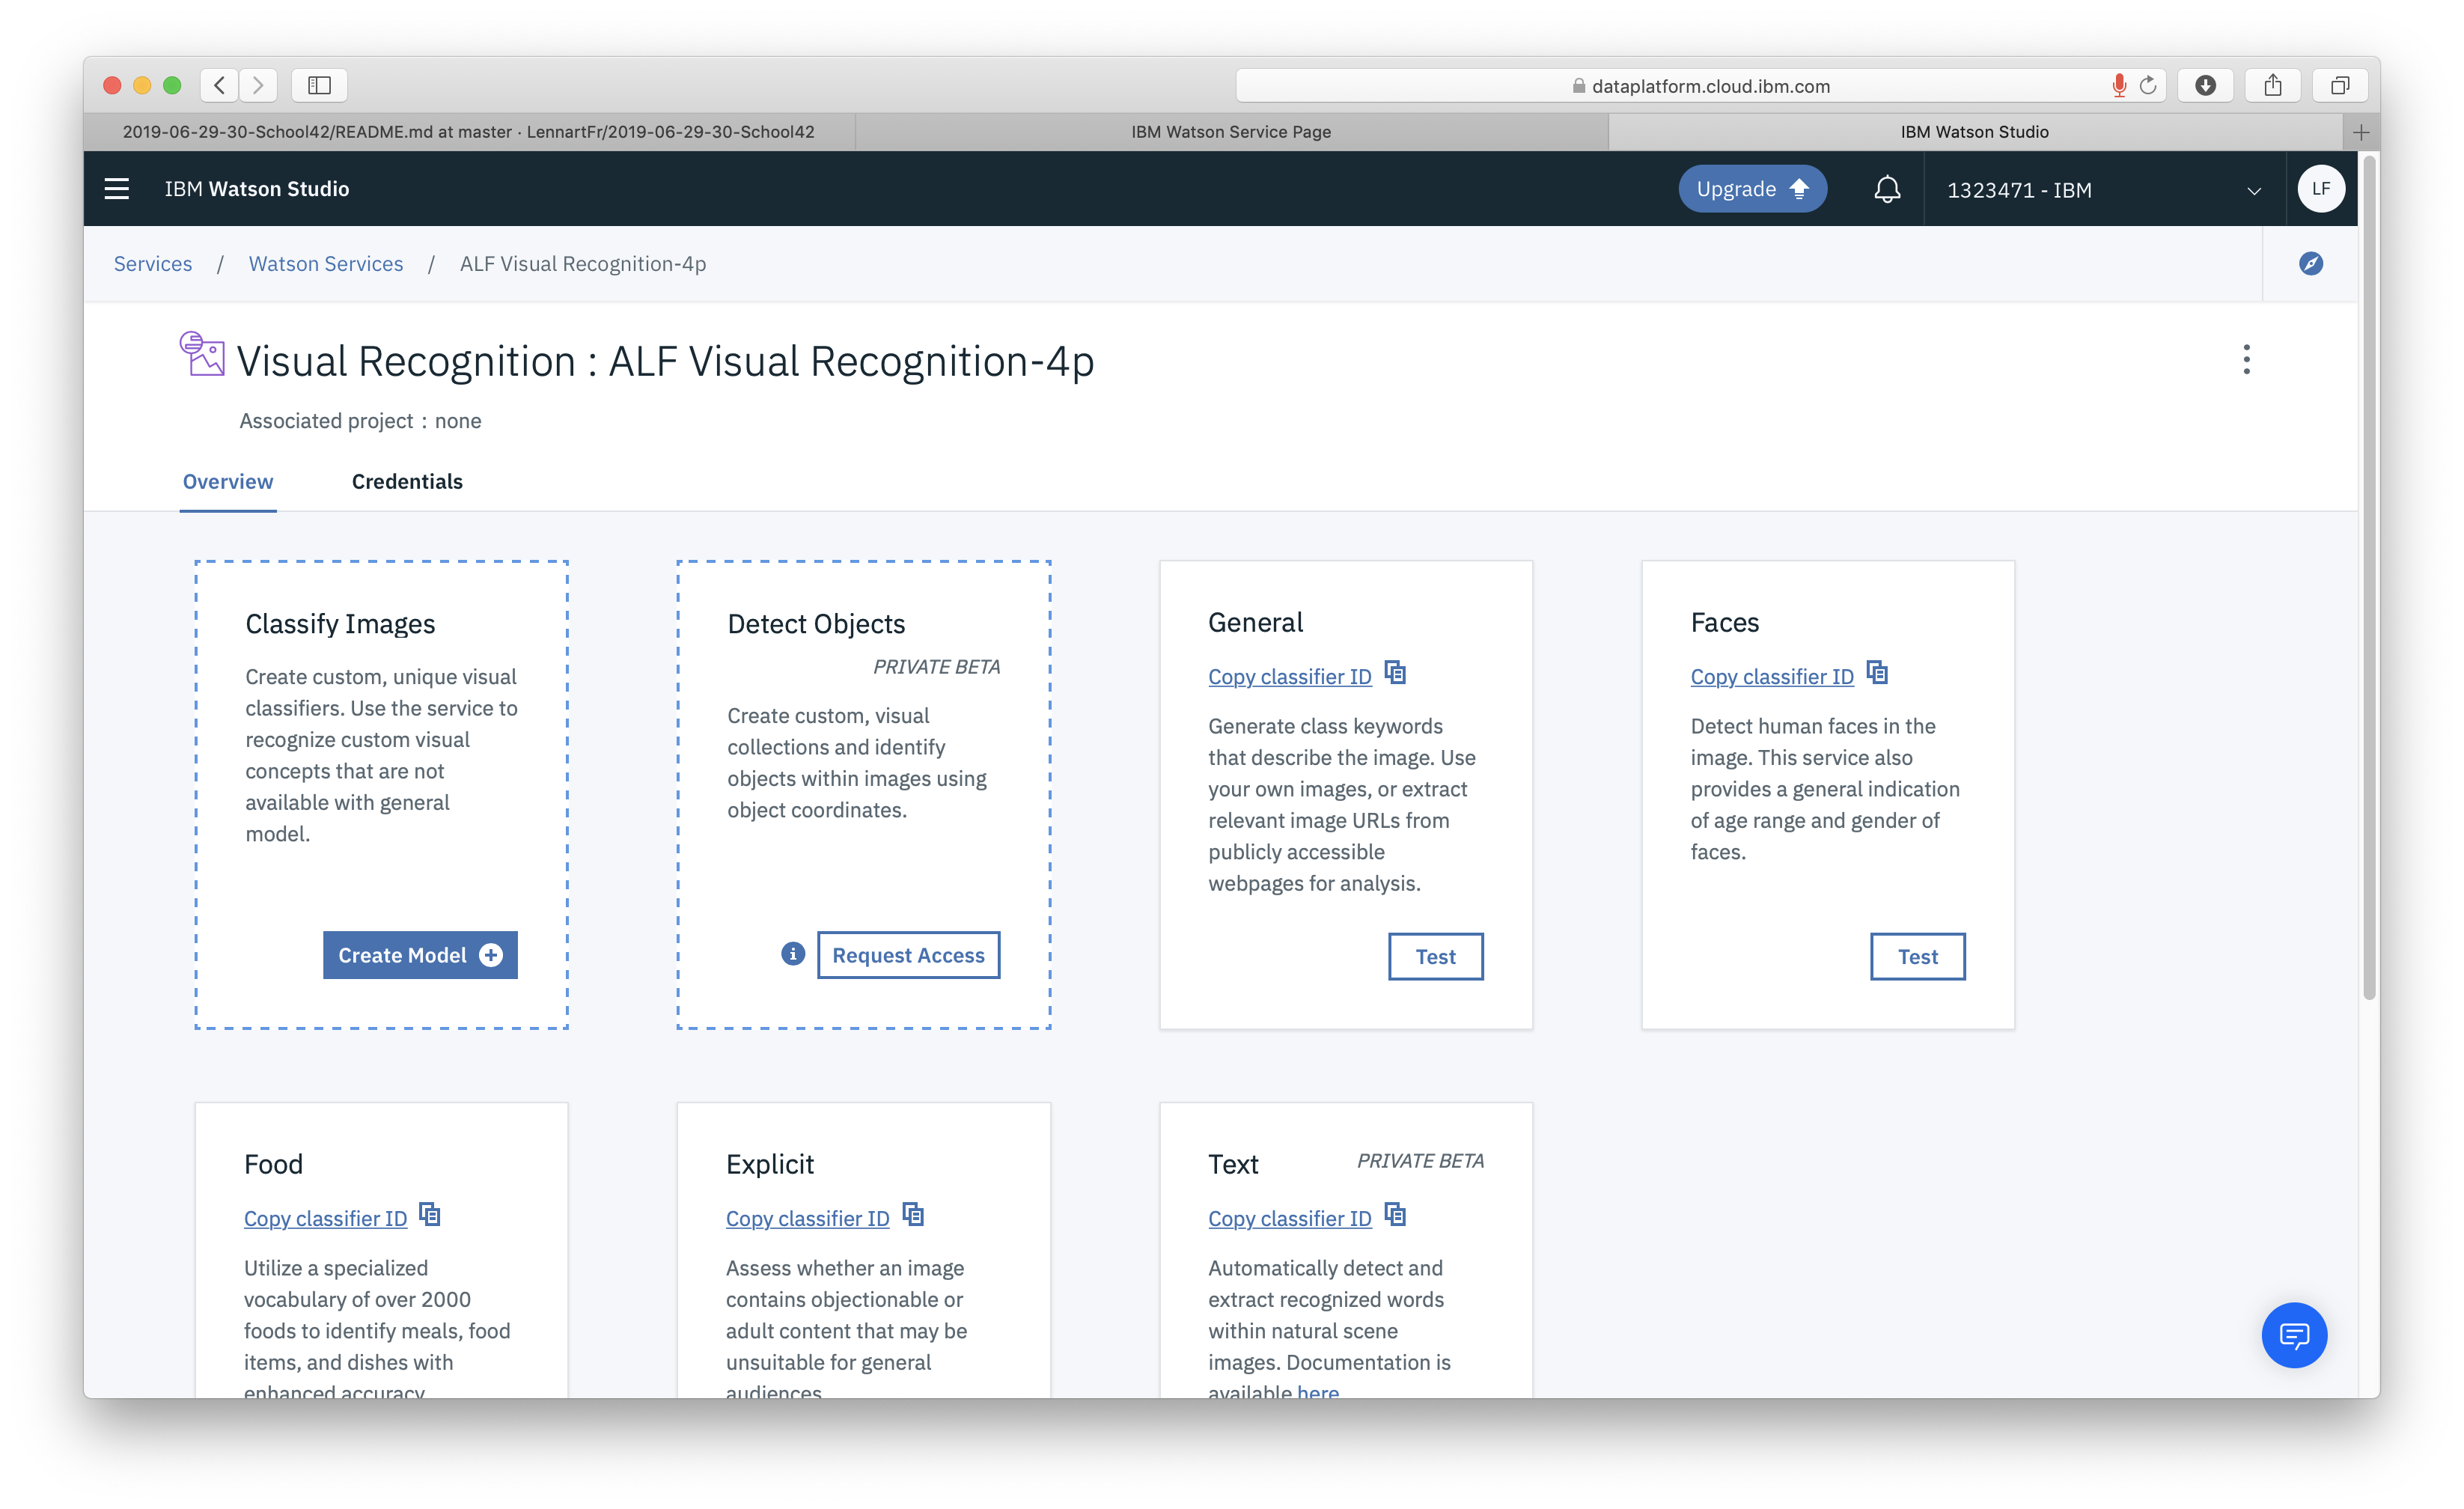 dataplatform.cloud.ibm.com
2019-06-29-30-School42/README.md at master · LennartFr/2019-06-29-30-School42
IBM Watson Service Page
IBM Watson Studio
IBM Watson Studio
Upgrade
1323471 - IBM
LF
Services / Watson Services / ALF Visual Recognition-4p
Visual Recognition : ALF Visual Recognition-4p
Associated project : none
Overview
Credentials
Classify Images
Create custom, unique visual
classifiers. Use the service to
recognize custom visual
concepts that are not
available with general
model.
Create Model
Detect Objects
PRIVATE BETA
Create custom, visual
collections and identify
objects within images using
object coordinates.
Request Access
General
Copy classifier ID
Generate class keywords
that describe the image. Use
your own images, or extract
relevant image URLs from
publicly accessible
webpages for analysis.
Test
Faces
Copy classifier ID
Detect human faces in the
image. This service also
provides a general indication
of age range and gender of
faces.
Test
Food
Copy classifier ID
Utilize a specialized
vocabulary of over 2000
foods to identify meals, food
items, and dishes with
enhanced accuracy
Explicit
Copy classifier ID
Assess whether an image
contains objectionable or
adult content that may be
unsuitable for general
audiences
Text
PRIVATE BETA
Copy classifier ID
Automatically detect and
extract recognized words
within natural scene
images. Documentation is
available here